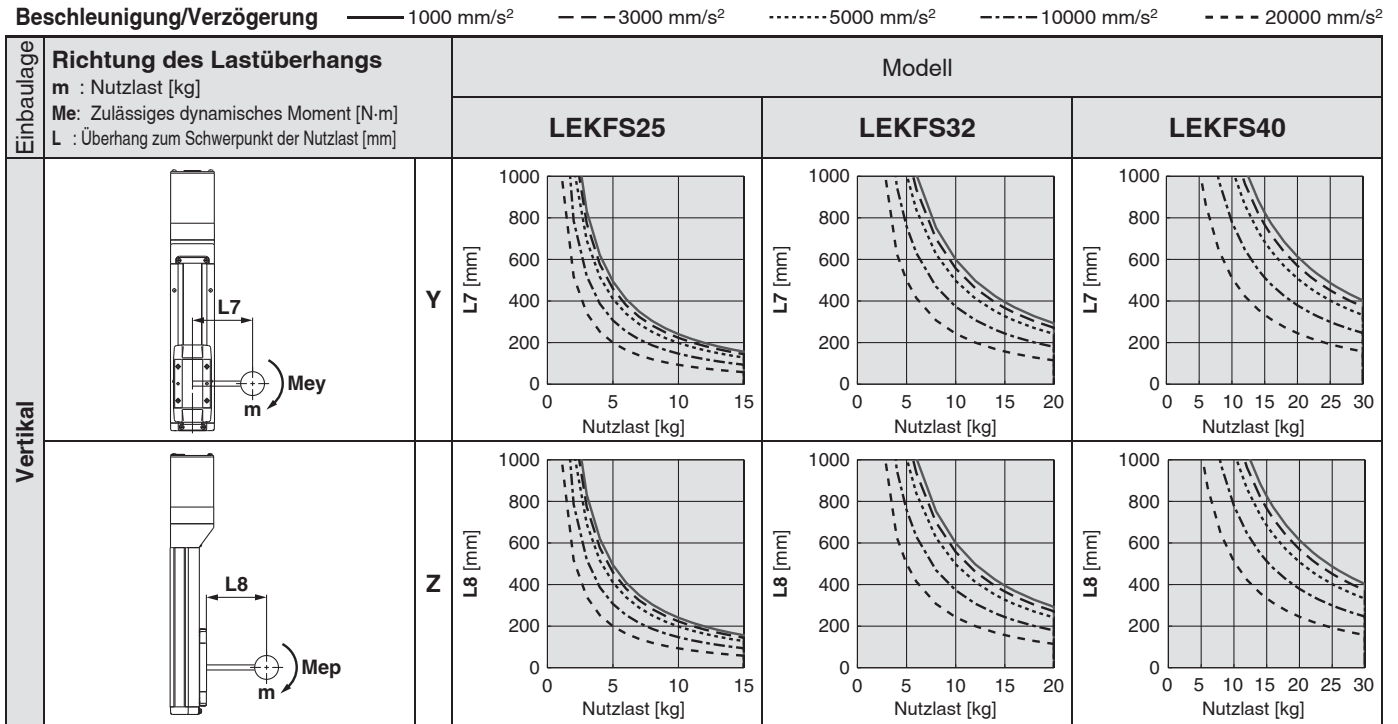 Beschleunigung/Verzögerung 1000 mm/s² 3000 mm/s² 5000 mm/s² 10000 mm/s² 20000 mm/s²
Einbaulage
Richtung des Lastüberhangs
m : Nutzlast [kg]
Me: Zulässiges dynamisches Moment [N·m]
L : Überhang zum Schwerpunkt der Nutzlast [mm]
Modell
LEKFS25 LEKFS32 LEKFS40
Vertikal
L7
Mey
m
Y
L7 [mm]
1000
800
600
400
200
0
0 5 10 15
Nutzlast [kg]
L7 [mm]
1000
800
600
400
200
0
0 5 10 15 20
Nutzlast [kg]
L7 [mm]
1000
800
600
400
200
0
0 5 10 15 20 25 30
Nutzlast [kg]
L8
Mep
m
Z
L8 [mm]
1000
800
600
400
200
0
0 5 10 15
Nutzlast [kg]
L8 [mm]
1000
800
600
400
200
0
0 5 10 15 20
Nutzlast [kg]
L8 [mm]
1000
800
600
400
200
0
0 5 10 15 20 25 30
Nutzlast [kg]